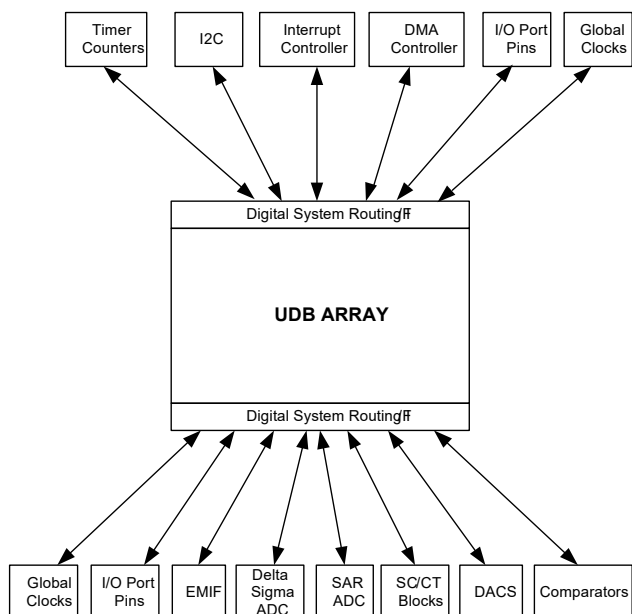 Timer
Counters
I2C
Interrupt
Controller
DMA
Controller
I/O Port
Pins
Global
Clocks
Digital System Routing I/F
UDB ARRAY
Digital System Routing I/F
Global
Clocks
I/O Port
Pins
EMIF
Delta
Sigma
ADC
SAR
ADC
SC/CT
Blocks
DACS
Comparators